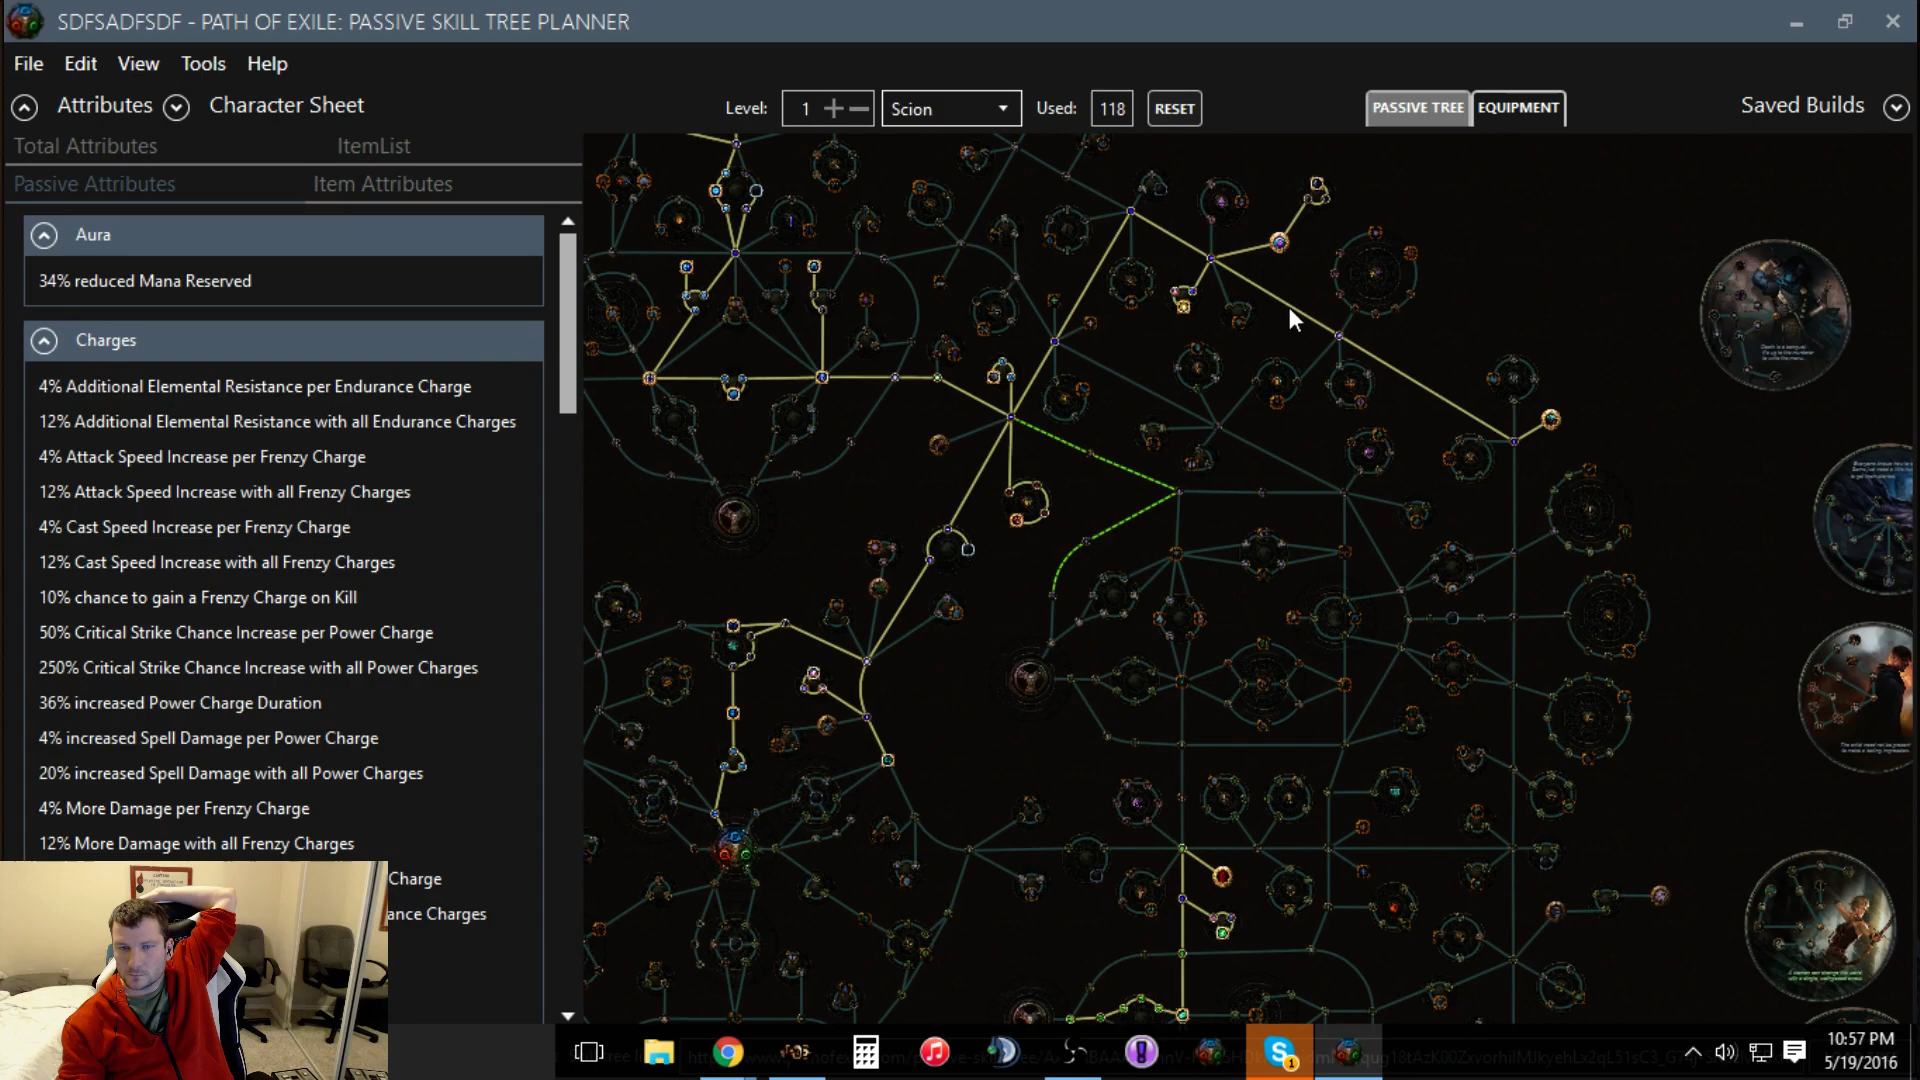 SDFSADFSDF - PATH OF EXILE: PASSIVE SKILL TREE PLANNER
File Edit View Tools Help
Attributes Character Sheet Level: 1 Scion Used: 118 RESET PASSIVE TREE EQUIPMENT Saved Builds
Total Attributes ItemList
Passive Attributes Item Attributes
Aura
34% reduced Mana Reserved
Charges
4% Additional Elemental Resistance per Endurance Charge
12% Additional Elemental Resistance with all Endurance Charges
4% Attack Speed Increase per Frenzy Charge
12% Attack Speed Increase with all Frenzy Charges
4% Cast Speed Increase per Frenzy Charge
12% Cast Speed Increase with all Frenzy Charges
10% chance to gain a Frenzy Charge on Kill
50% Critical Strike Chance Increase per Power Charge
250% Critical Strike Chance Increase with all Power Charges
36% increased Power Charge Duration
4% increased Spell Damage per Power Charge
20% increased Spell Damage with all Power Charges
4% More Damage per Frenzy Charge
12% More Damage with all Frenzy Charges
Charge
ance Charges
1
10:57 PM
5/19/2016